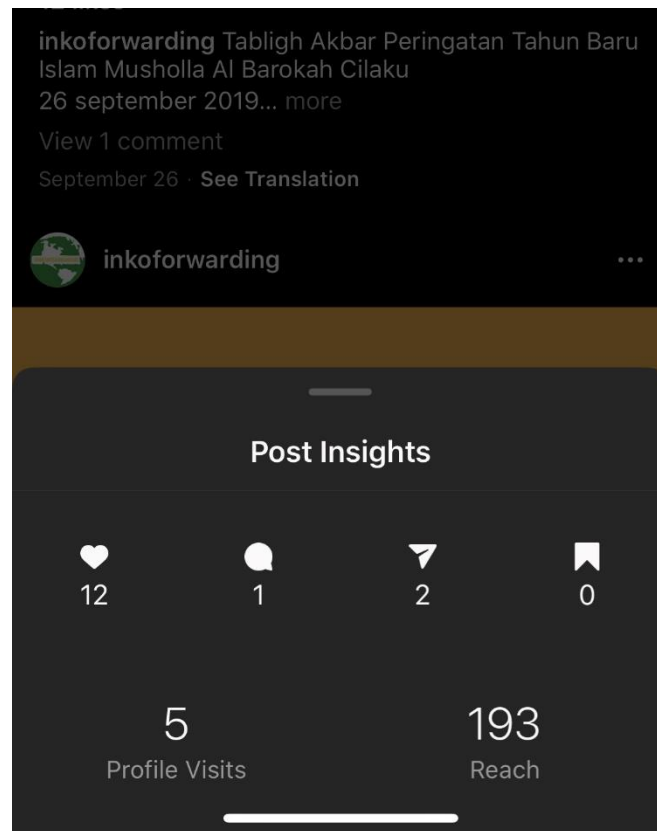 inkoforwarding Tabligh Akbar Peringatan Tahun Baru
Islam Musholla Al Barokah Cilaku
26 september 2019... more
View 1 comment
September 26 · See Translation
inkoforwarding
Post Insights
12 1 2 0
5 193
Profile Visits Reach